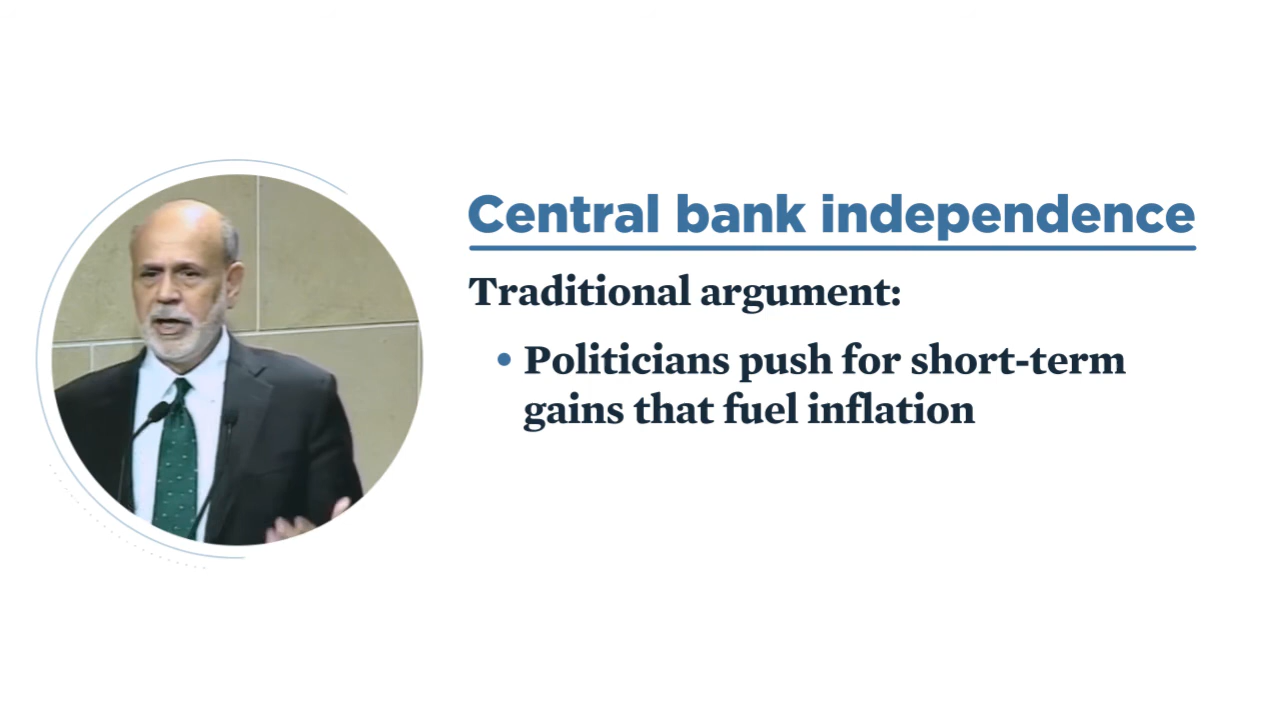 Central bank independence
Traditional argument:
• Politicians push for short-term
gains that fuel inflation